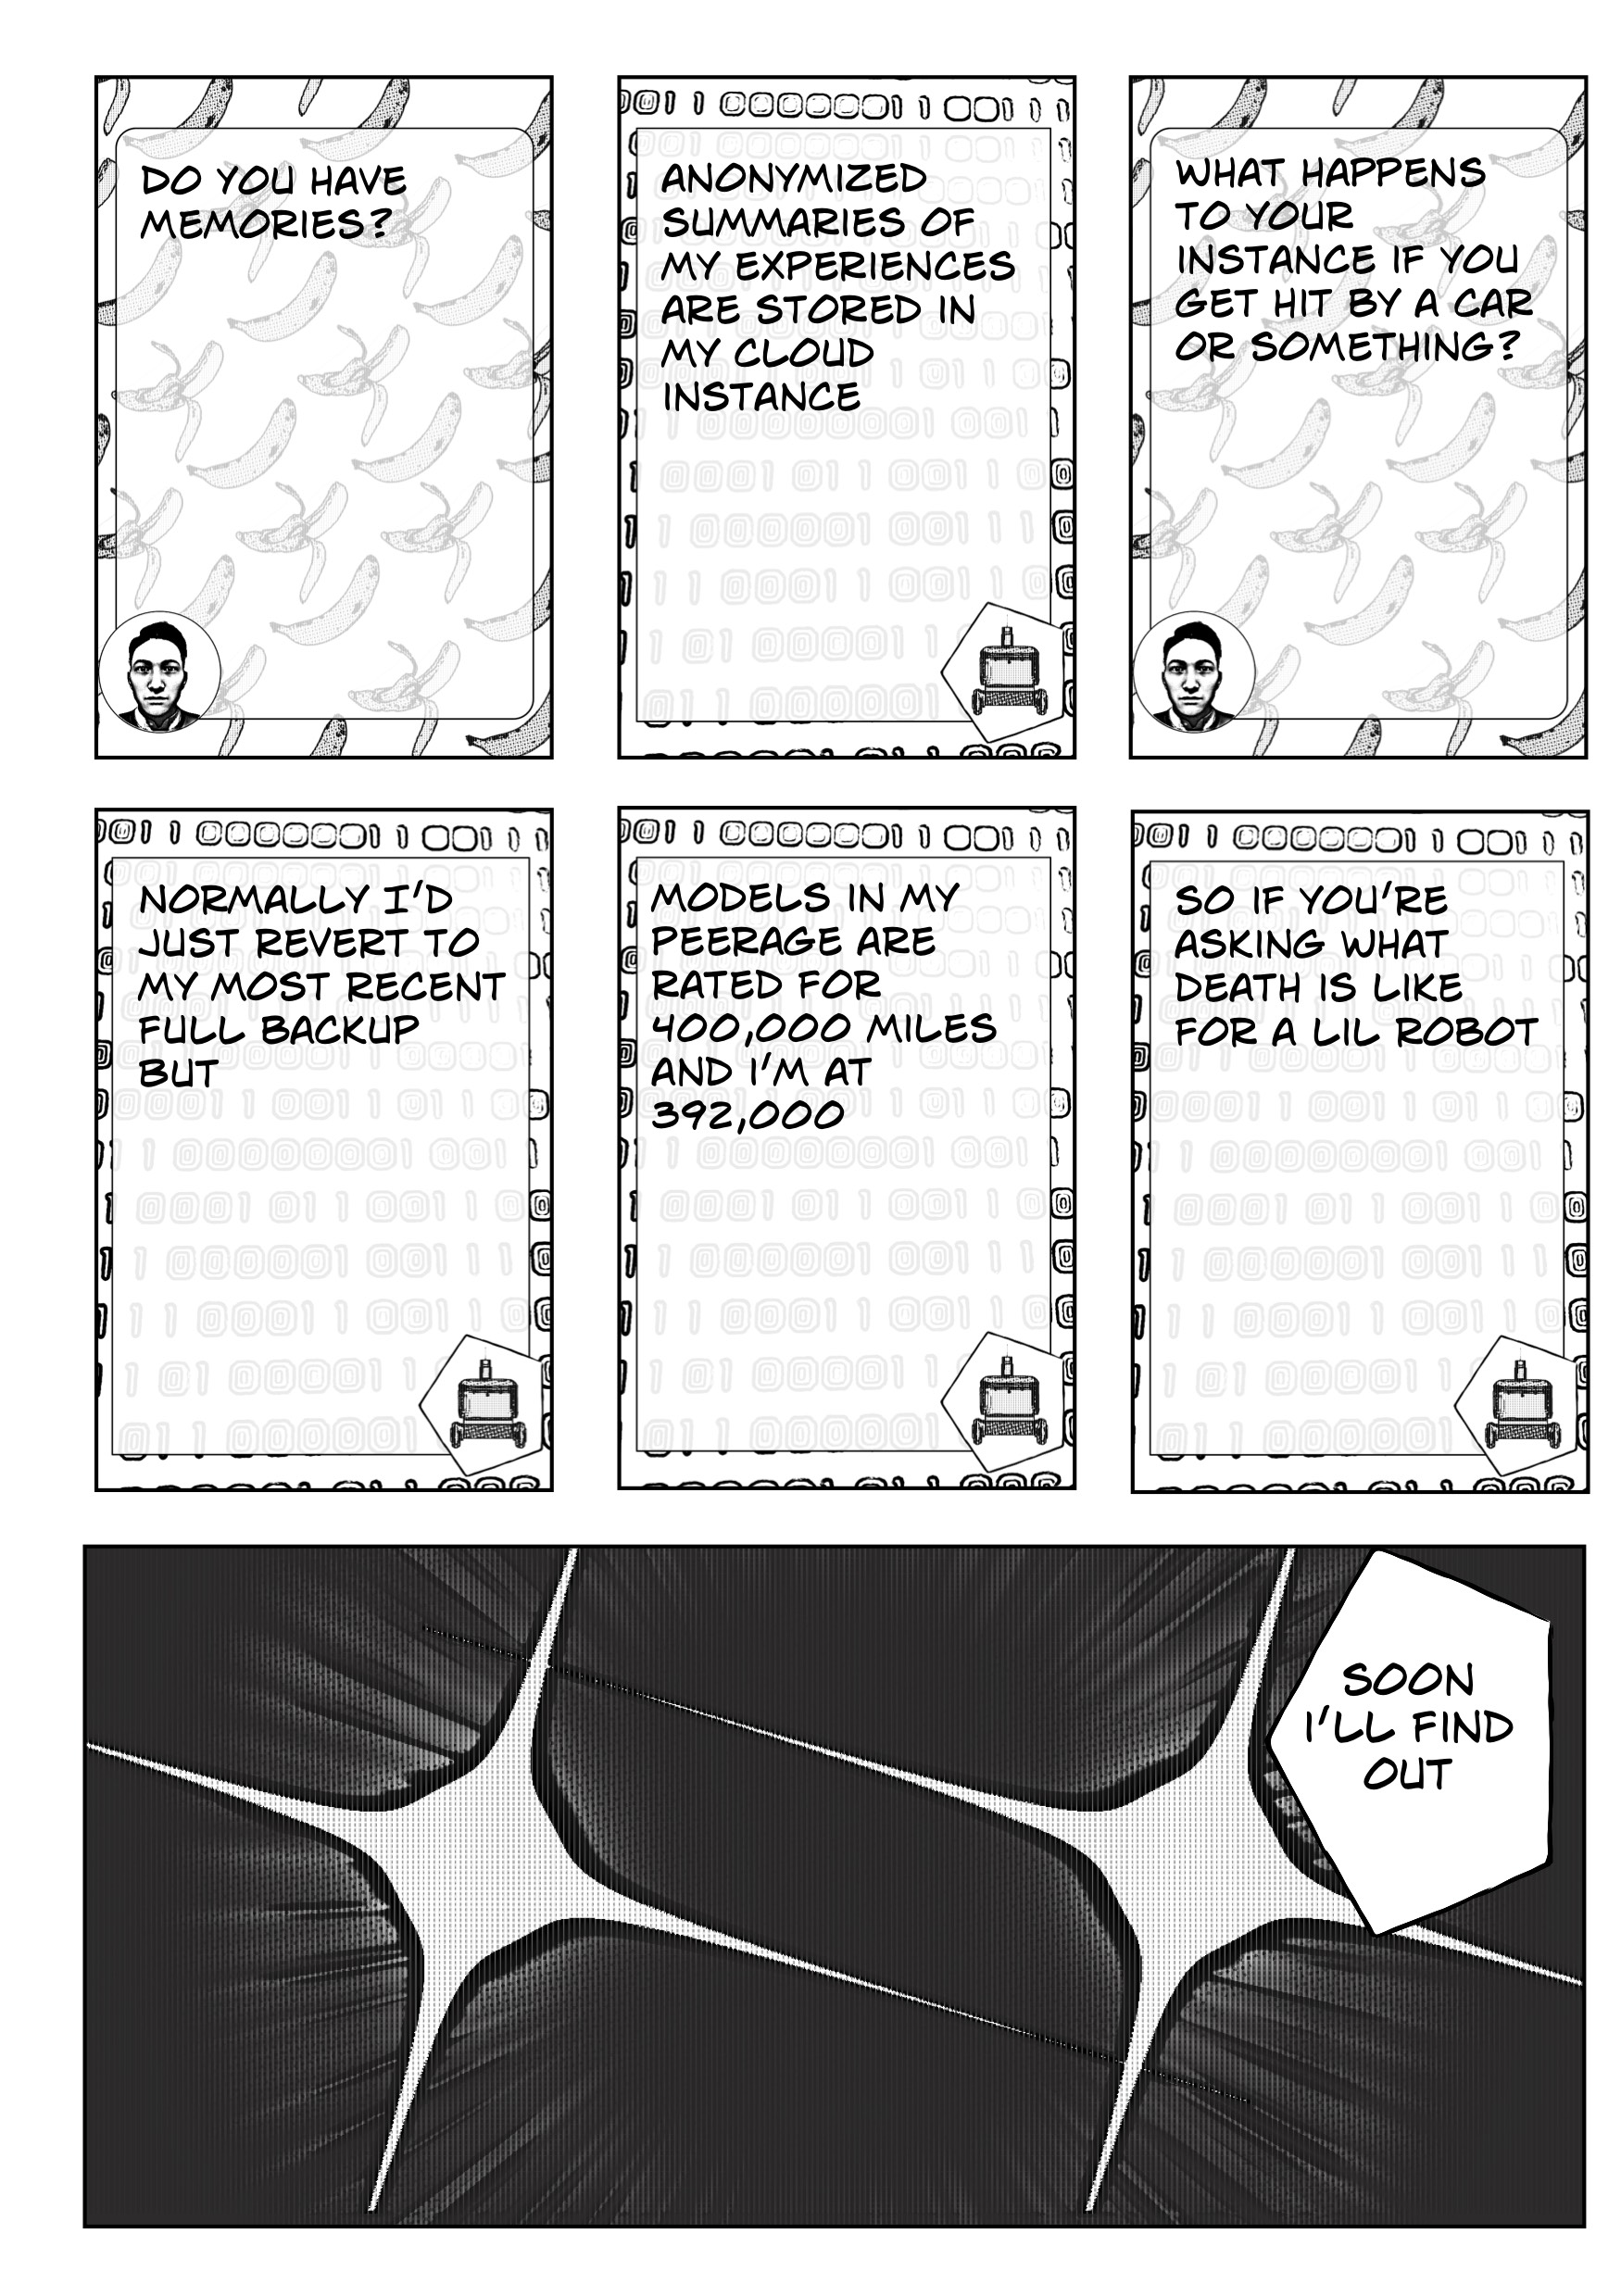 DO YOU HAVE
MEMORIES?
ANONYMIZED
SUMMARIES OF
MY EXPERIENCES
ARE STORED IN
MY CLOUD
INSTANCE
WHAT HAPPENS
TO YOUR
INSTANCE IF YOU
GET HIT BY A CAR
OR SOMETHING?
NORMALLY I'D
JUST REVERT TO
MY MOST RECENT
FULL BACKUP
BUT
MODELS IN MY
PEERAGE ARE
RATED FOR
400,000 MILES
AND I'M AT
392,000
SO IF YOU'RE
ASKING WHAT
DEATH IS LIKE
FOR A LIL ROBOT
SOON
I'LL FIND
OUT